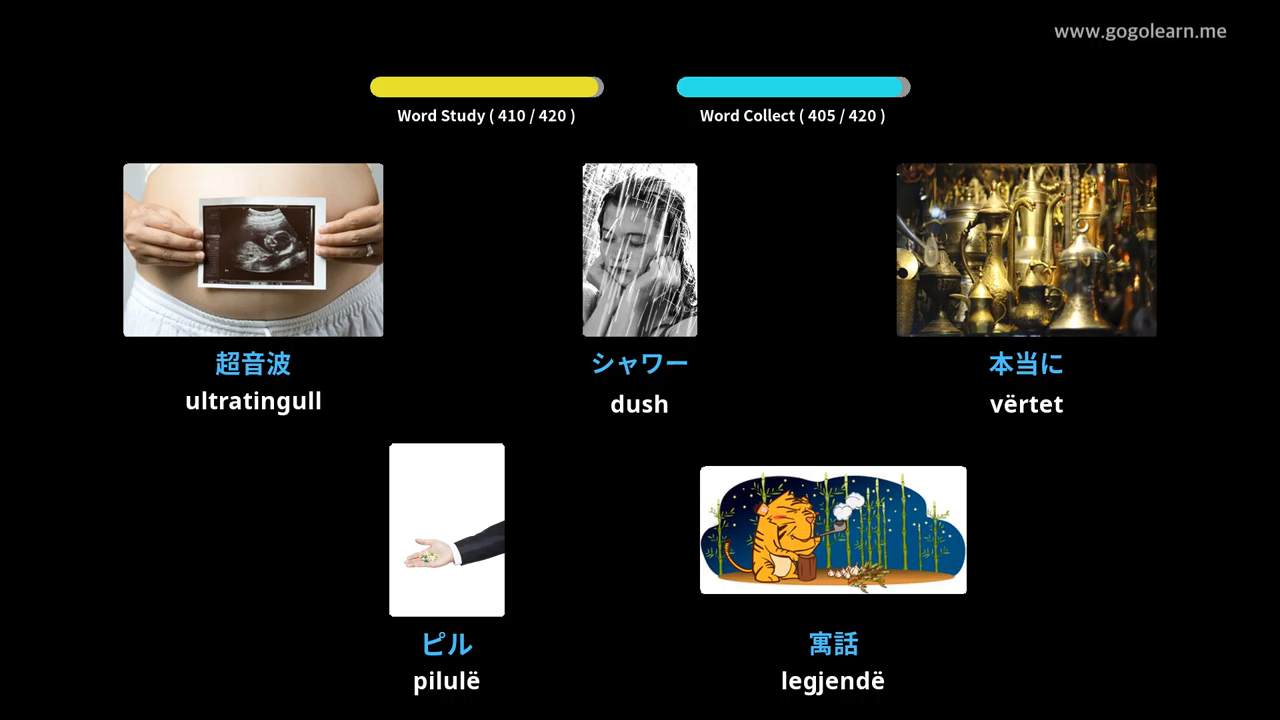 www.gogolearn.me
Word Study ( 410 / 420 )
Word Collect ( 405 / 420 )
超音波
ultratingull
シャワー
dush
本当に
vërtet
ピル
pilulë
寓話
legjendë